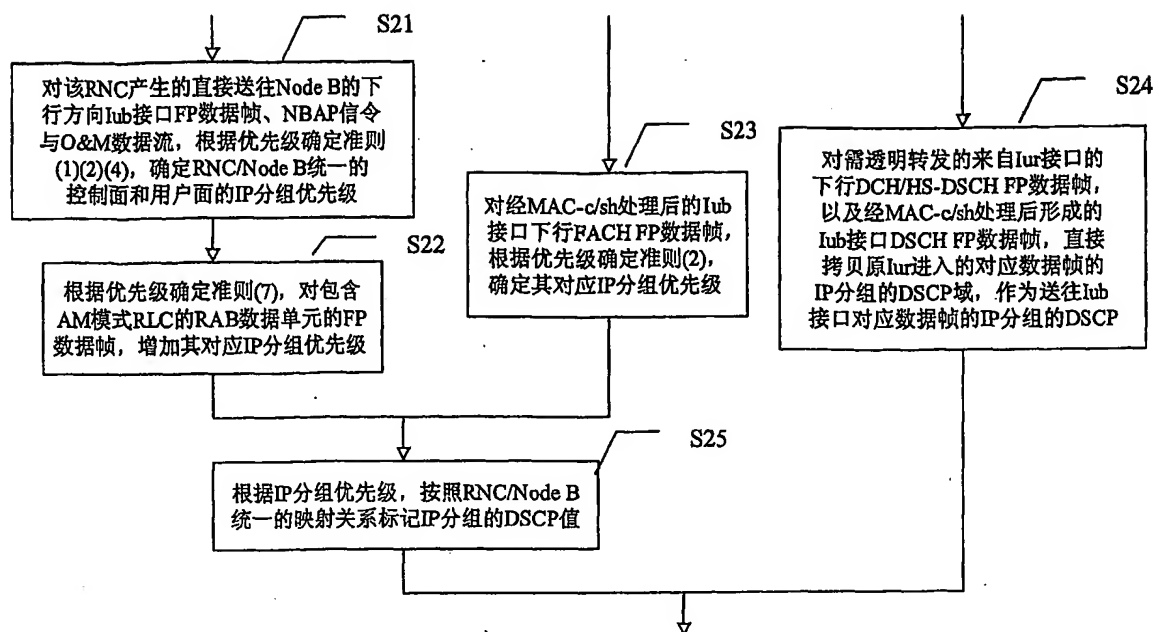 S21
对该RNC产生的直接送往Node B的下
行方向Iub接口FP数据帧、NBAP信令
与O&M数据流，根据优先级确定准则
(1)(2)(4)，确定RNC/Node B统一的
控制面和用户面的IP分组优先级
S22
根据优先级确定准则(7)，对包含
AM模式RLC的RAB数据单元的FP
数据帧，增加其对应IP分组优先级
S23
对经MAC-c/sh处理后的Iub
接口下行FACH FP数据帧，
根据优先级确定准则(2)，
确定其对应IP分组优先级
S24
对需透明转发的来自Iur接口的
下行DCH/HS-DSCH FP数据帧，
以及经MAC-c/sh处理后形成的
Iub接口DSCH FP数据帧，直接
拷贝原Iur进入的对应数据帧的
IP分组的DSCP域，作为送往Iub
接口对应数据帧的IP分组的DSCP
S25
根据IP分组优先级，按照RNC/Node B
统一的映射关系标记IP分组的DSCP值